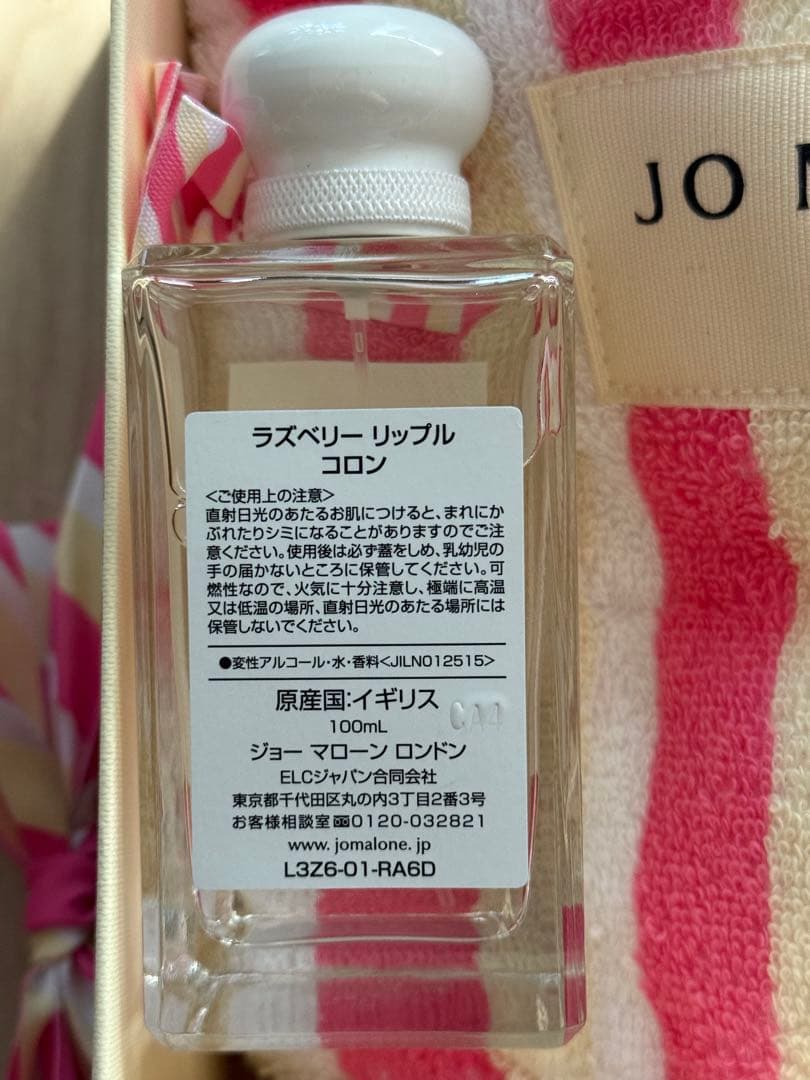 JO
ラズベリー リップル
コロン
<ご使用上の注意>
直射日光のあたるお肌につけると、まれにか
ぶれたりシミになることがありますのでご注
意ください。使用後は必ず蓋をしめ、乳幼児の
手の届かないところに保管してください。可
燃性なので、火気に十分注意し、極端に高温
又は低温の場所、直射日光のあたる場所には
保管しないでください。
●変性アルコール・水・香料<JILN012515>
原産国:イギリス
100mL
CA4
ジョー マローン ロンドン
ELCジャパン合同会社
東京都千代田区丸の内3丁目2番3号
お客様相談室 0120-032821
www. jomalone. jp
L3Z6-01-RA6D